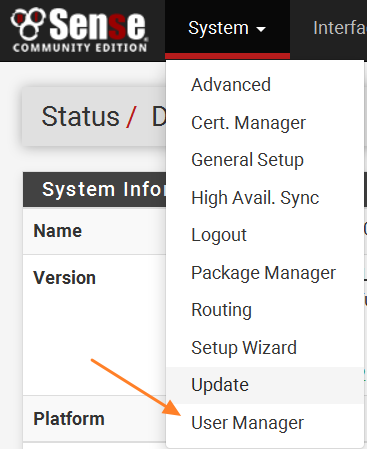 Sense
COMMUNITY EDITION
System
Interfa
Status / D
Advanced
Cert. Manager
General Setup
High Avail. Sync
Logout
Package Manager
Routing
Setup Wizard
Update
User Manager
System Infor
Name
Version
Platform